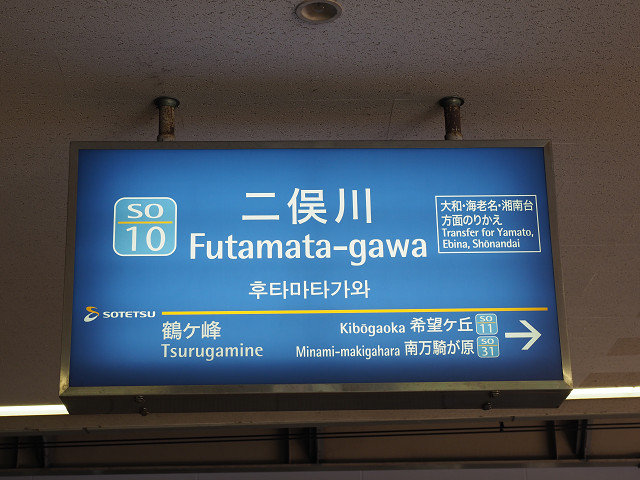 SO
10
二俣川
Futamata-gawa
후타마타가와
大和・海老名・湘南台
方面のりかえ
Transfer for Yamato,
Ebina, Shōnandai
SOTETSU
鶴ケ峰
Tsurugamine
Kibōgaoka 希望ケ丘 SO 11
Minami-makigahara 南万騎が原 SO 31